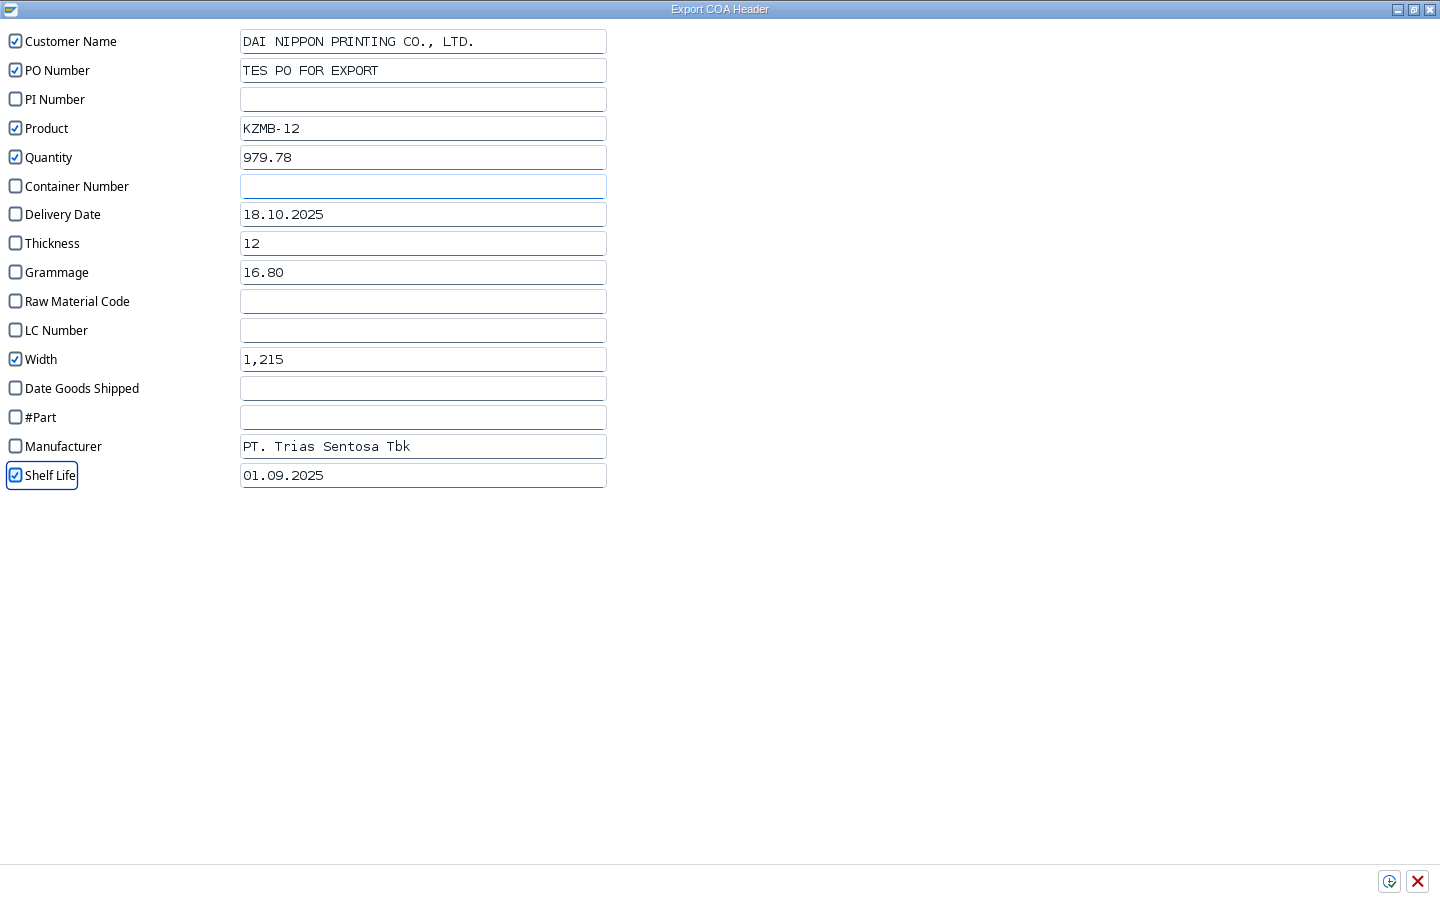 Export COA Header
Customer Name DAI NIPPON PRINTING CO., LTD.
PO Number TES PO FOR EXPORT
PI Number
Product KZMB-12
Quantity 979.78
Container Number
Delivery Date 18.10.2025
Thickness 12
Grammage 16.80
Raw Material Code
LC Number
Width 1,215
Date Goods Shipped
#Part
Manufacturer PT. Trias Sentosa Tbk
Shelf Life 01.09.2025